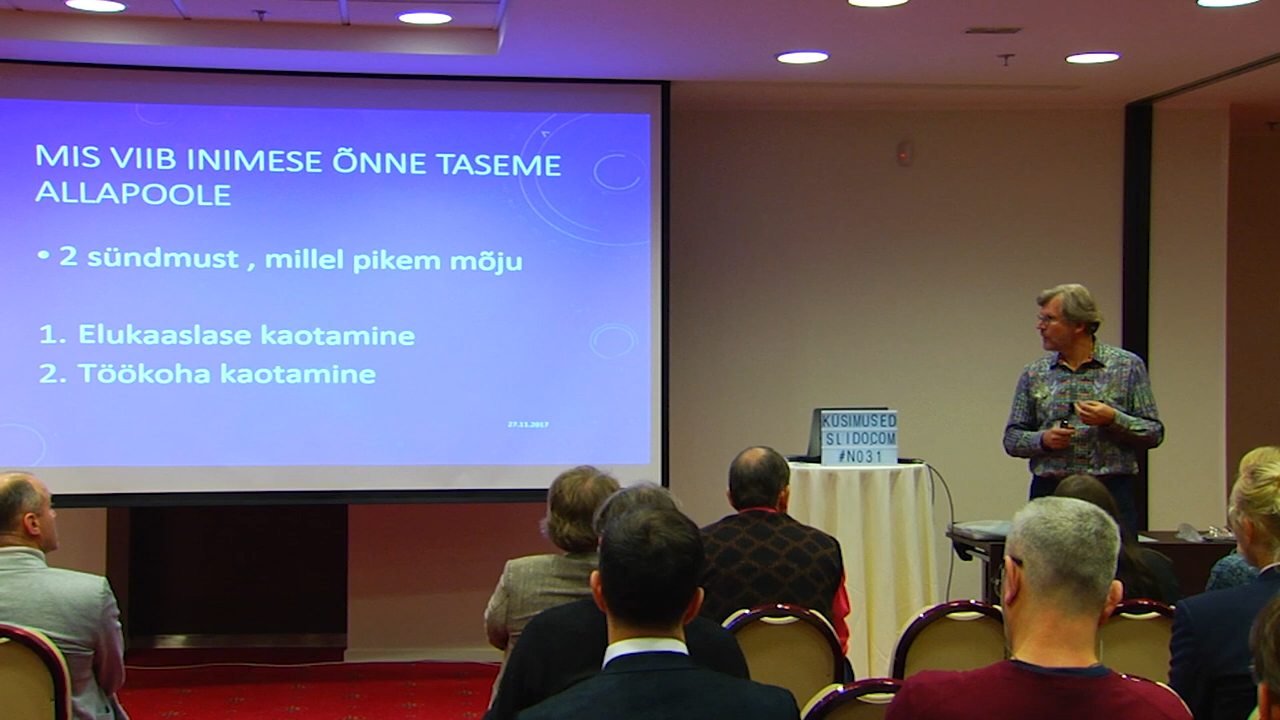 MIS VIIB INIMESE ÕNNE TASEME
ALLAPOOLE
• 2 sündmust , millel pikem mõju
1. Elukaaslase kaotamine
2. Töökoha kaotamine
27.11.2017
KUSIMUSED
SLIDOCOM
#N031